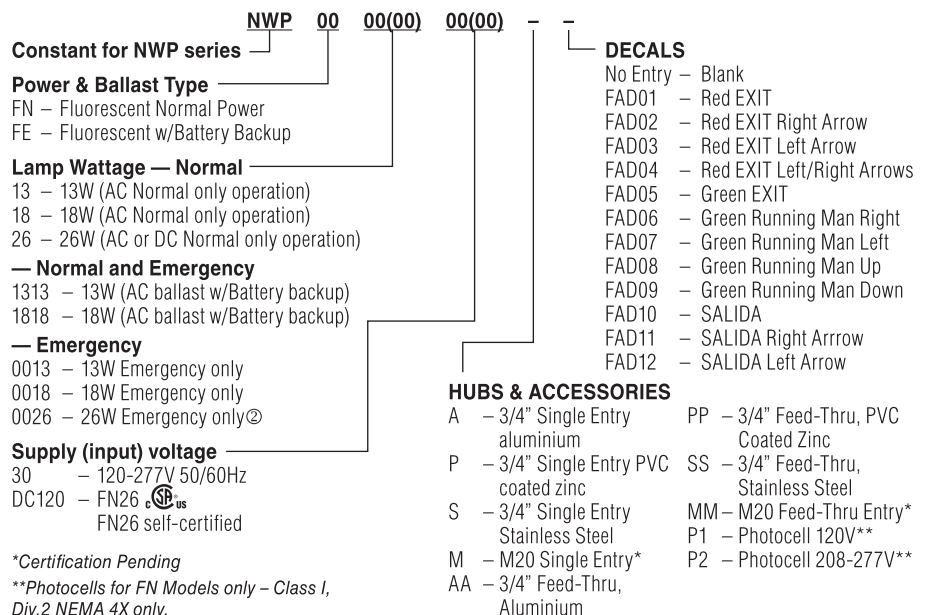 NWP 00 00(00) 00(00) – –
Constant for NWP series
Power & Ballast Type
FN – Fluorescent Normal Power
FE – Fluorescent w/Battery Backup
Lamp Wattage — Normal
13 – 13W (AC Normal only operation)
18 – 18W (AC Normal only operation)
26 – 26W (AC or DC Normal only operation)
— Normal and Emergency
1313 – 13W (AC ballast w/Battery backup)
1818 – 18W (AC ballast w/Battery backup)
— Emergency
0013 – 13W Emergency only
0018 – 18W Emergency only
0026 – 26W Emergency only②
Supply (input) voltage
30 – 120-277V 50/60Hz
DC120 – FN26 c SA® us
FN26 self-certified
*Certification Pending
**Photocells for FN Models only – Class I,
Div.2 NEMA 4X only.
DECALS
No Entry – Blank
FAD01 – Red EXIT
FAD02 – Red EXIT Right Arrow
FAD03 – Red EXIT Left Arrow
FAD04 – Red EXIT Left/Right Arrows
FAD05 – Green EXIT
FAD06 – Green Running Man Right
FAD07 – Green Running Man Left
FAD08 – Green Running Man Up
FAD09 – Green Running Man Down
FAD10 – SALIDA
FAD11 – SALIDA Right Arrrow
FAD12 – SALIDA Left Arrow
HUBS & ACCESSORIES
A – 3/4” Single Entry
aluminium
P – 3/4” Single Entry PVC
coated zinc
S – 3/4” Single Entry
Stainless Steel
M – M20 Single Entry*
AA – 3/4” Feed-Thru,
Aluminium
PP – 3/4” Feed-Thru, PVC
Coated Zinc
SS – 3/4” Feed-Thru,
Stainless Steel
MM – M20 Feed-Thru Entry*
P1 – Photocell 120V**
P2 – Photocell 208-277V**